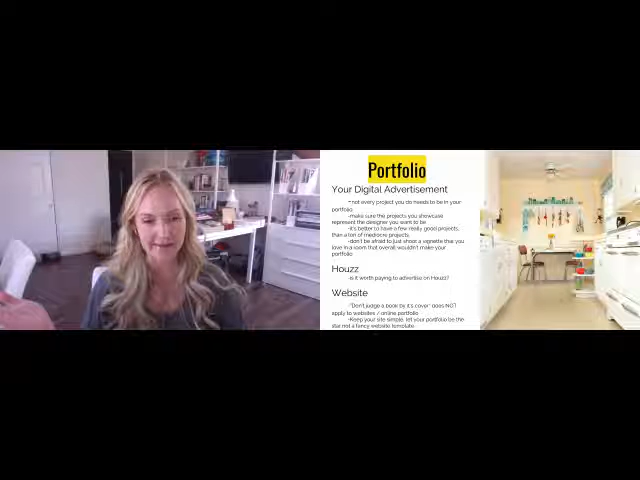 Portfolio
Your Digital Advertisement
-not every project you do needs to be in your
portfolio
-make sure the projects you showcase
represent the designer you want to be
-it's better to have a few really good projects,
than a ton of mediocre projects
-don't be afraid to just shoot a vignette that you
love in a room that overall wouldn't make your
portfolio
Houzz
-is it worth paying to advertise on Houzz?
Website
-"Don't judge a book by it's cover" does NOT
apply to websites / online portfolio
-Keep your site simple, let your portfolio be the
star not a fancy website template